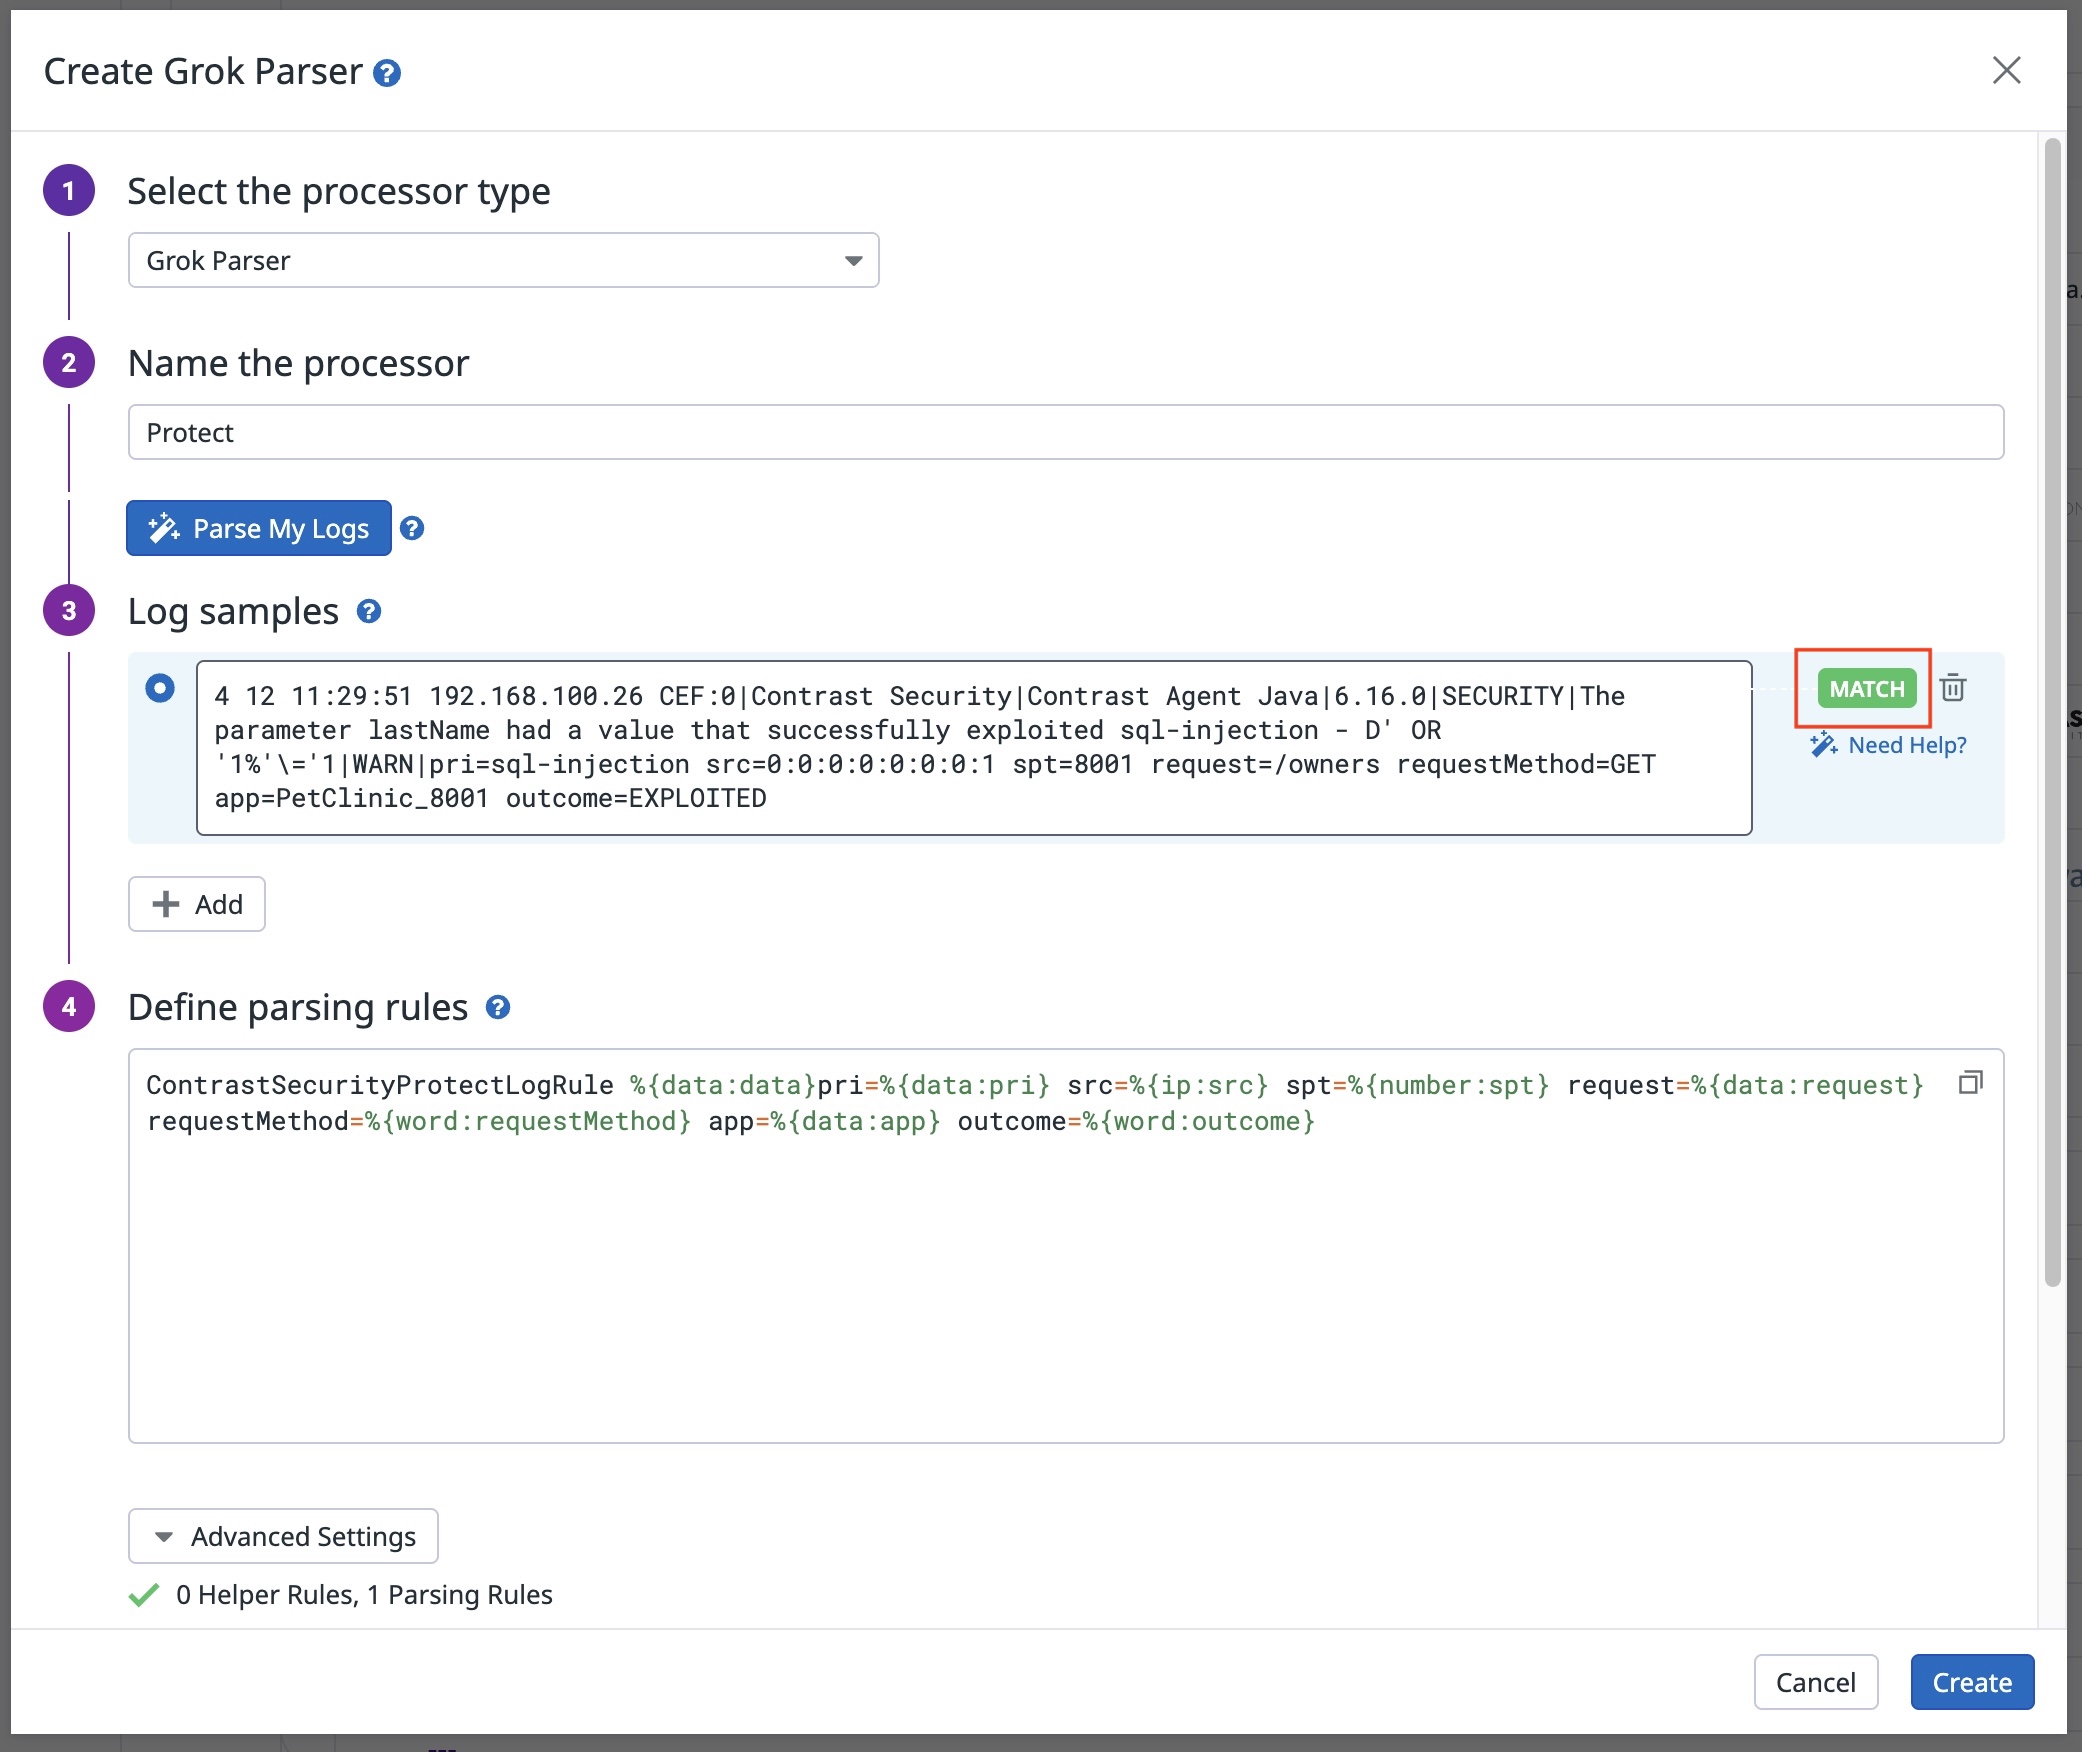 Create Grok Parser ?
1 Select the processor type
Grok Parser
2 Name the processor
Protect
Parse My Logs ?
3 Log samples ?
4 12 11:29:51 192.168.100.26 CEF:0|Contrast Security|Contrast Agent Java|6.16.0|SECURITY|The
parameter lastName had a value that successfully exploited sql-injection - D' OR
'1%'\='1|WARN|pri=sql-injection src=0:0:0:0:0:0:0:1 spt=8001 request=/owners requestMethod=GET
app=PetClinic_8001 outcome=EXPLOITED
MATCH
Need Help?
Add
4 Define parsing rules ?
ContrastSecurityProtectLogRule %{data:data}pri=%{data:pri} src=%{ip:src} spt=%{number:spt} request=%{data:request}
requestMethod=%{word:requestMethod} app=%{data:app} outcome=%{word:outcome}
Advanced Settings
0 Helper Rules, 1 Parsing Rules
Cancel Create